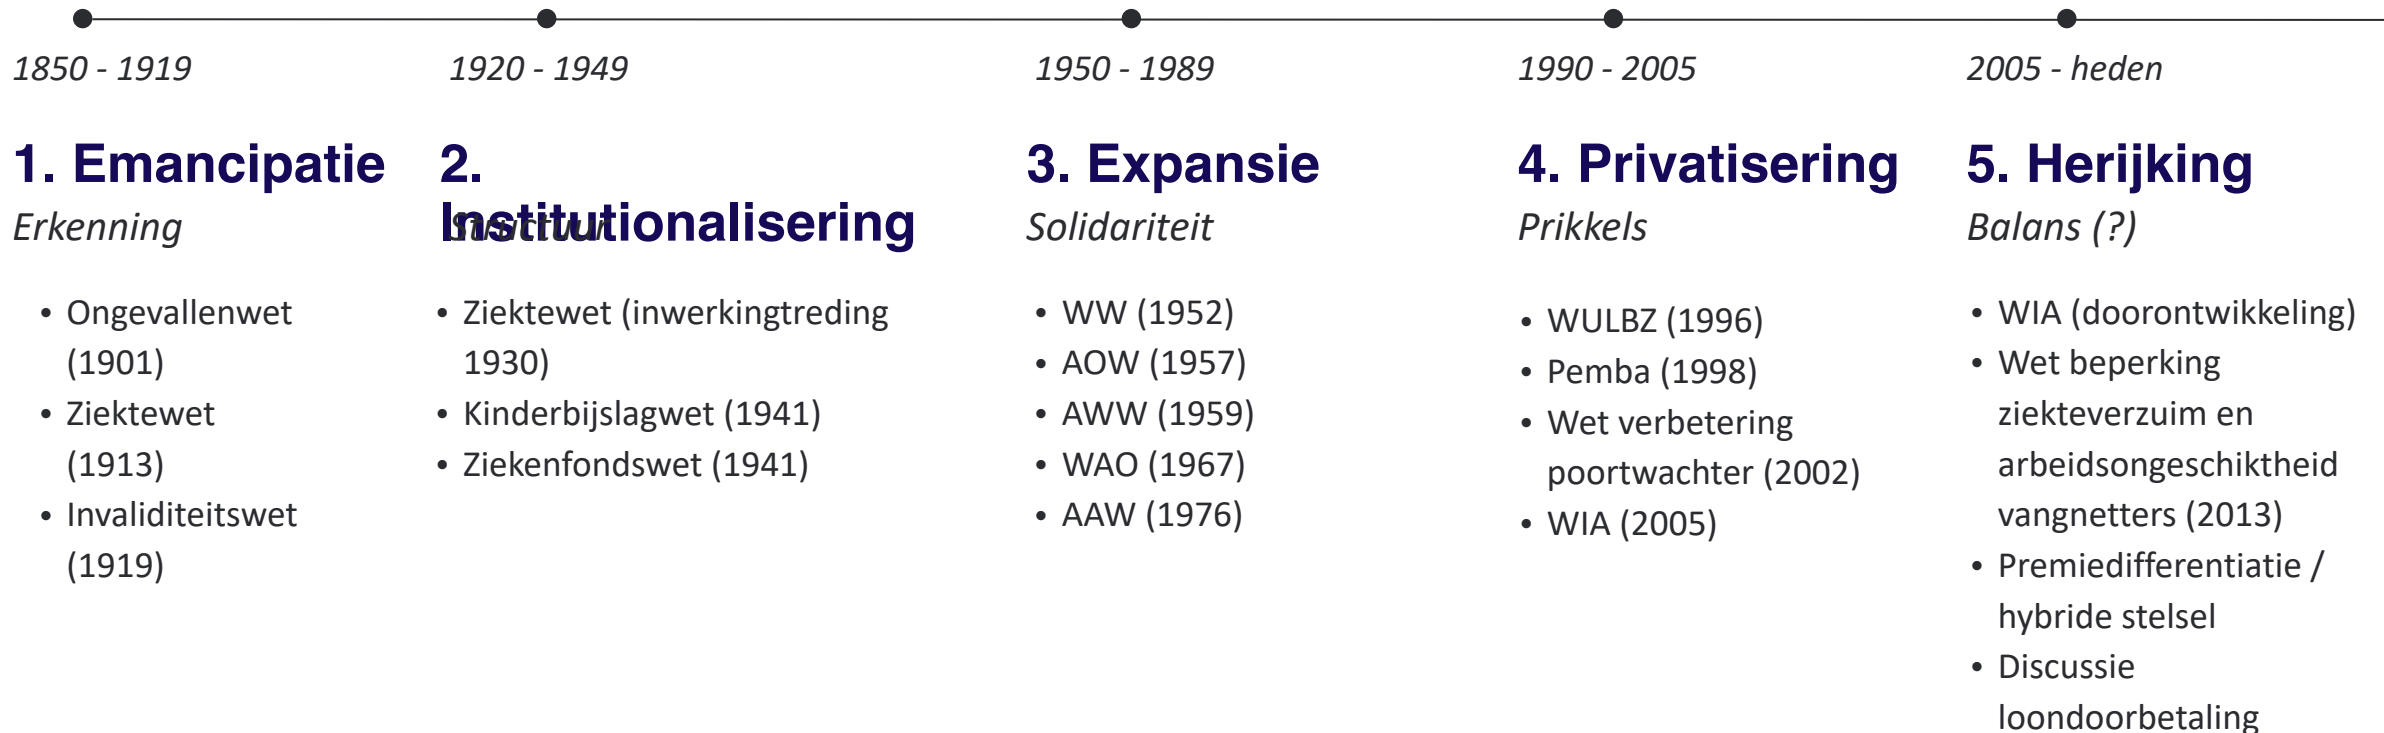 1850 - 1919
1. Emancipatie
Erkenning
• Ongevallenwet
(1901)
• Ziektewet
(1913)
• Invaliditeitswet
(1919)
1920 - 1949
2.
Institutionalisering
Structuur
• Ziektewet (inwerkingtreding
1930)
• Kinderbijslagwet (1941)
• Ziekenfondswet (1941)
1950 - 1989
3. Expansie
Solidariteit
• WW (1952)
• AOW (1957)
• AWW (1959)
• WAO (1967)
• AAW (1976)
1990 - 2005
4. Privatisering
Prikkels
• WULBZ (1996)
• Pemba (1998)
• Wet verbetering
poortwachter (2002)
• WIA (2005)
2005 - heden
5. Herijking
Balans (?)
• WIA (doorontwikkeling)
• Wet beperking
ziekteverzuim en
arbeidsongeschiktheid
vangnetters (2013)
• Premiedifferentiatie /
hybride stelsel
• Discussie
loondoorbetaling